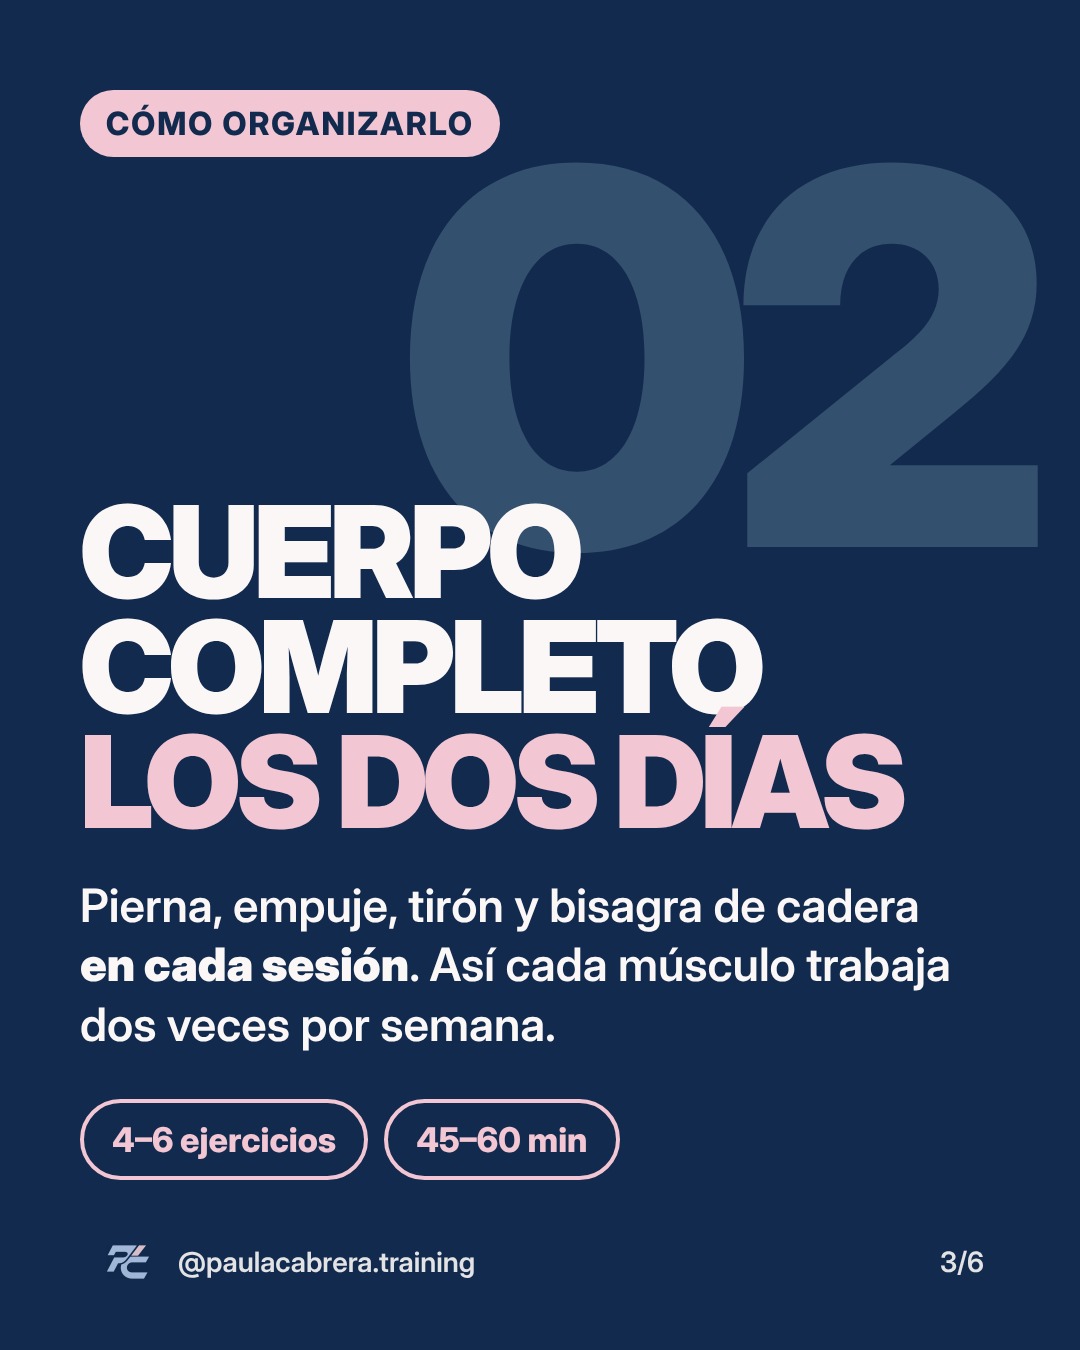 CÓMO ORGANIZARLO
02
CUERPO
COMPLETO
LOS DOS DÍAS
Pierna, empuje, tirón y bisagra de cadera
en cada sesión. Así cada músculo trabaja
dos veces por semana.
4–6 ejercicios
45–60 min
@paulacabrera.training
3/6